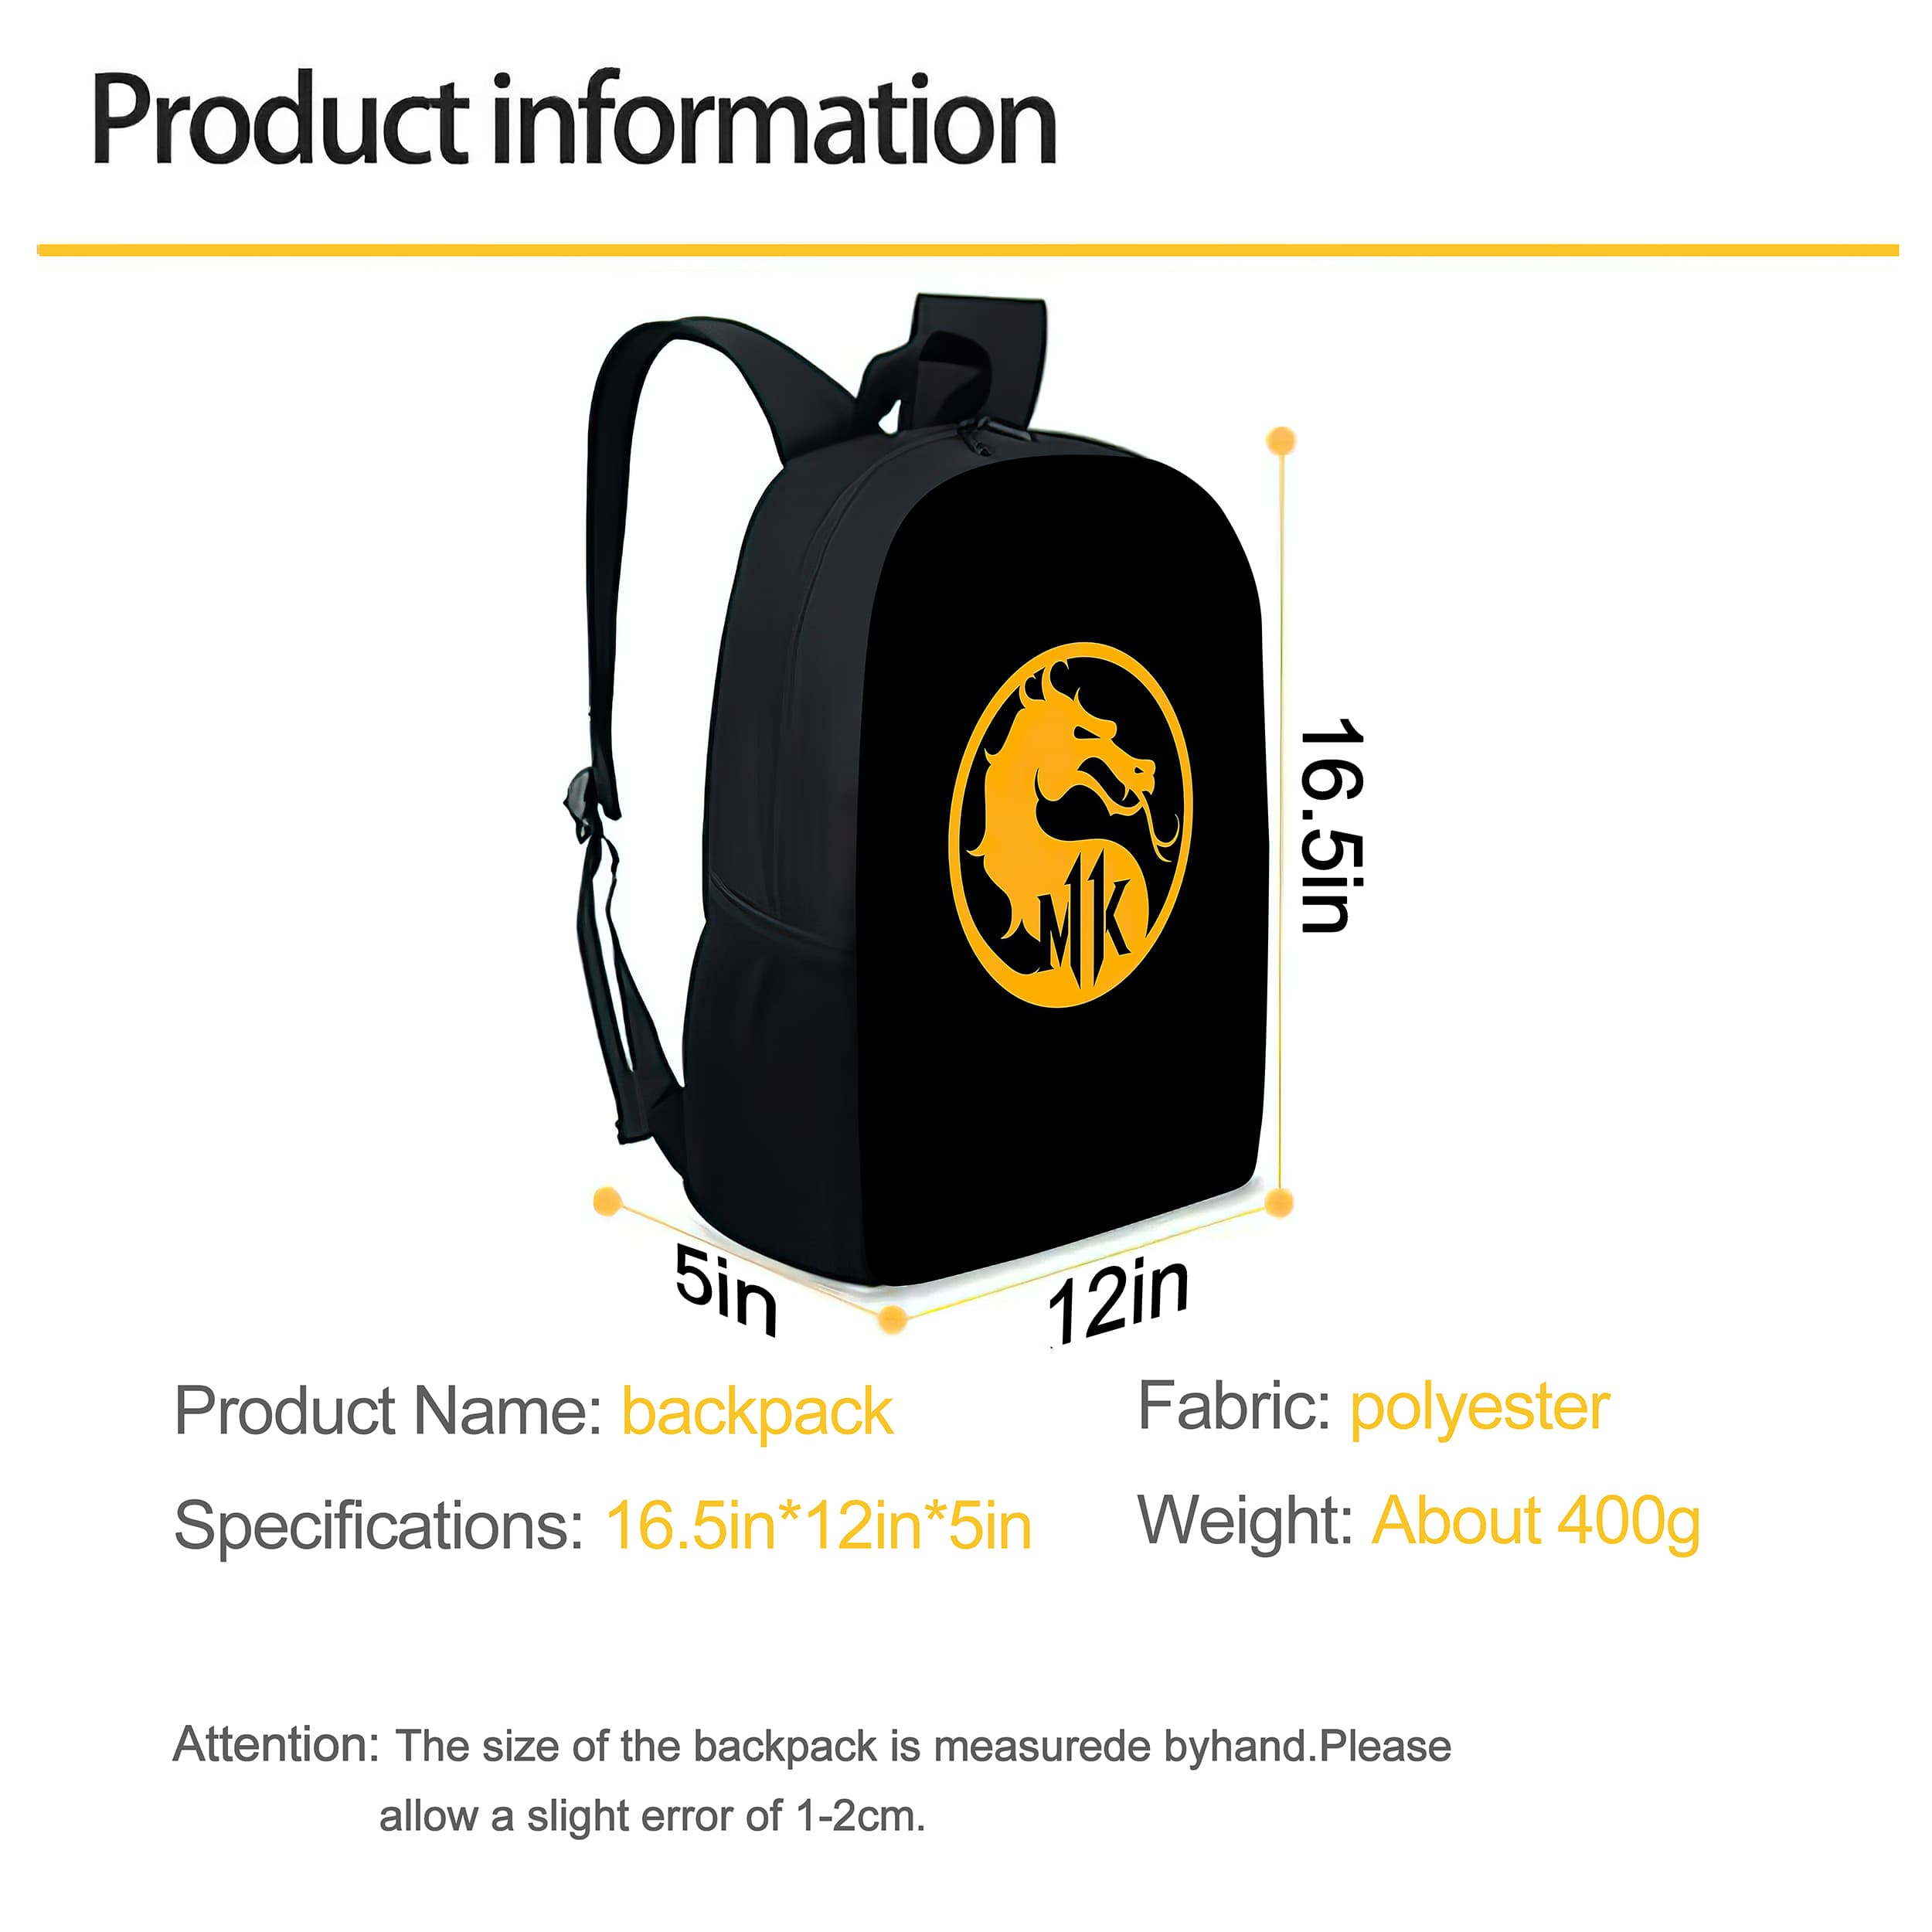 Product information
MK
16.5in
5in
12in
Product Name: backpack
Fabric: polyester
Specifications: 16.5in*12in*5in
Weight: About 400g
Attention: The size of the backpack is measurede byhand.Please
allow a slight error of 1-2cm.